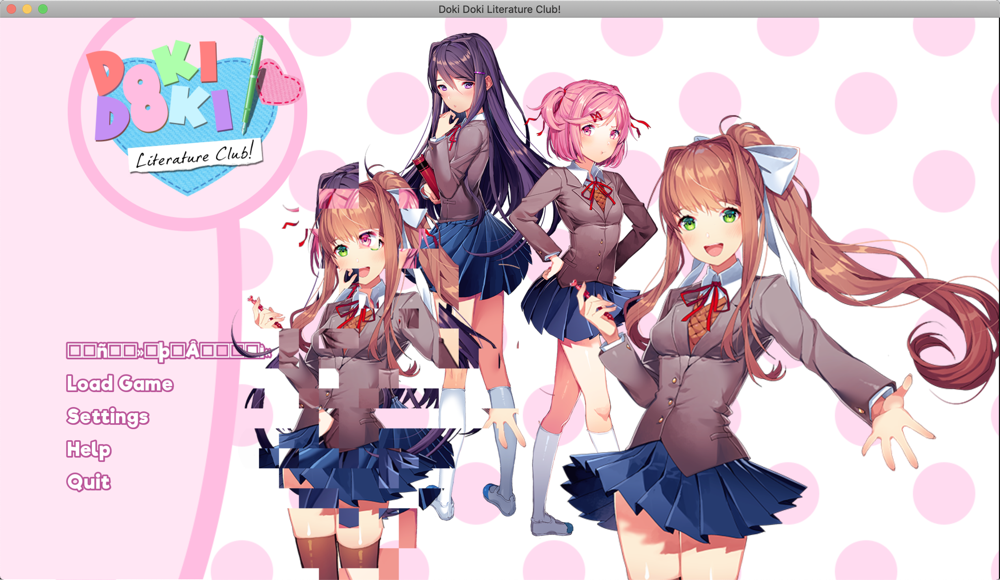 Doki Doki Literature Club!
DOKI
DOKI
Literature Club!
Load Game
Settings
Help
Quit